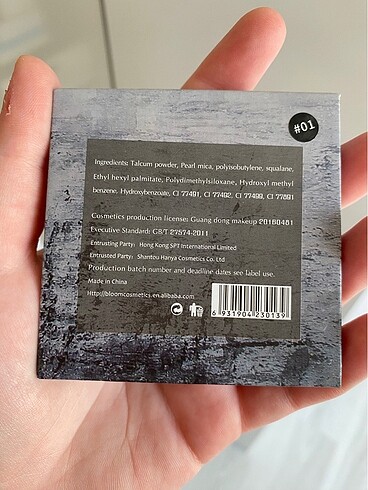 #01
Ingredients: Talcum powder, Pearl mica, polyisobutylene, squalane,
Ethyl hexyl palmitate, Polydimethylsiloxane, Hydroxyl methyl
benzene, Hydroxybenzoate, CI 77491, CI 77492, CI 77499, CI 77891
Cosmetics production license: Guang dong makeup 20160481
Executive Standard: GB/T 27574-2011
Entrusting Party: Hong Kong SPT International Limited
Entrusted Party: Shantou Hanya Cosmetics Co. Ltd
Production batch number and deadline dates see label use.
Made in China
Http://bloomcosmetics.en.alibaba.com
6 931904 230139